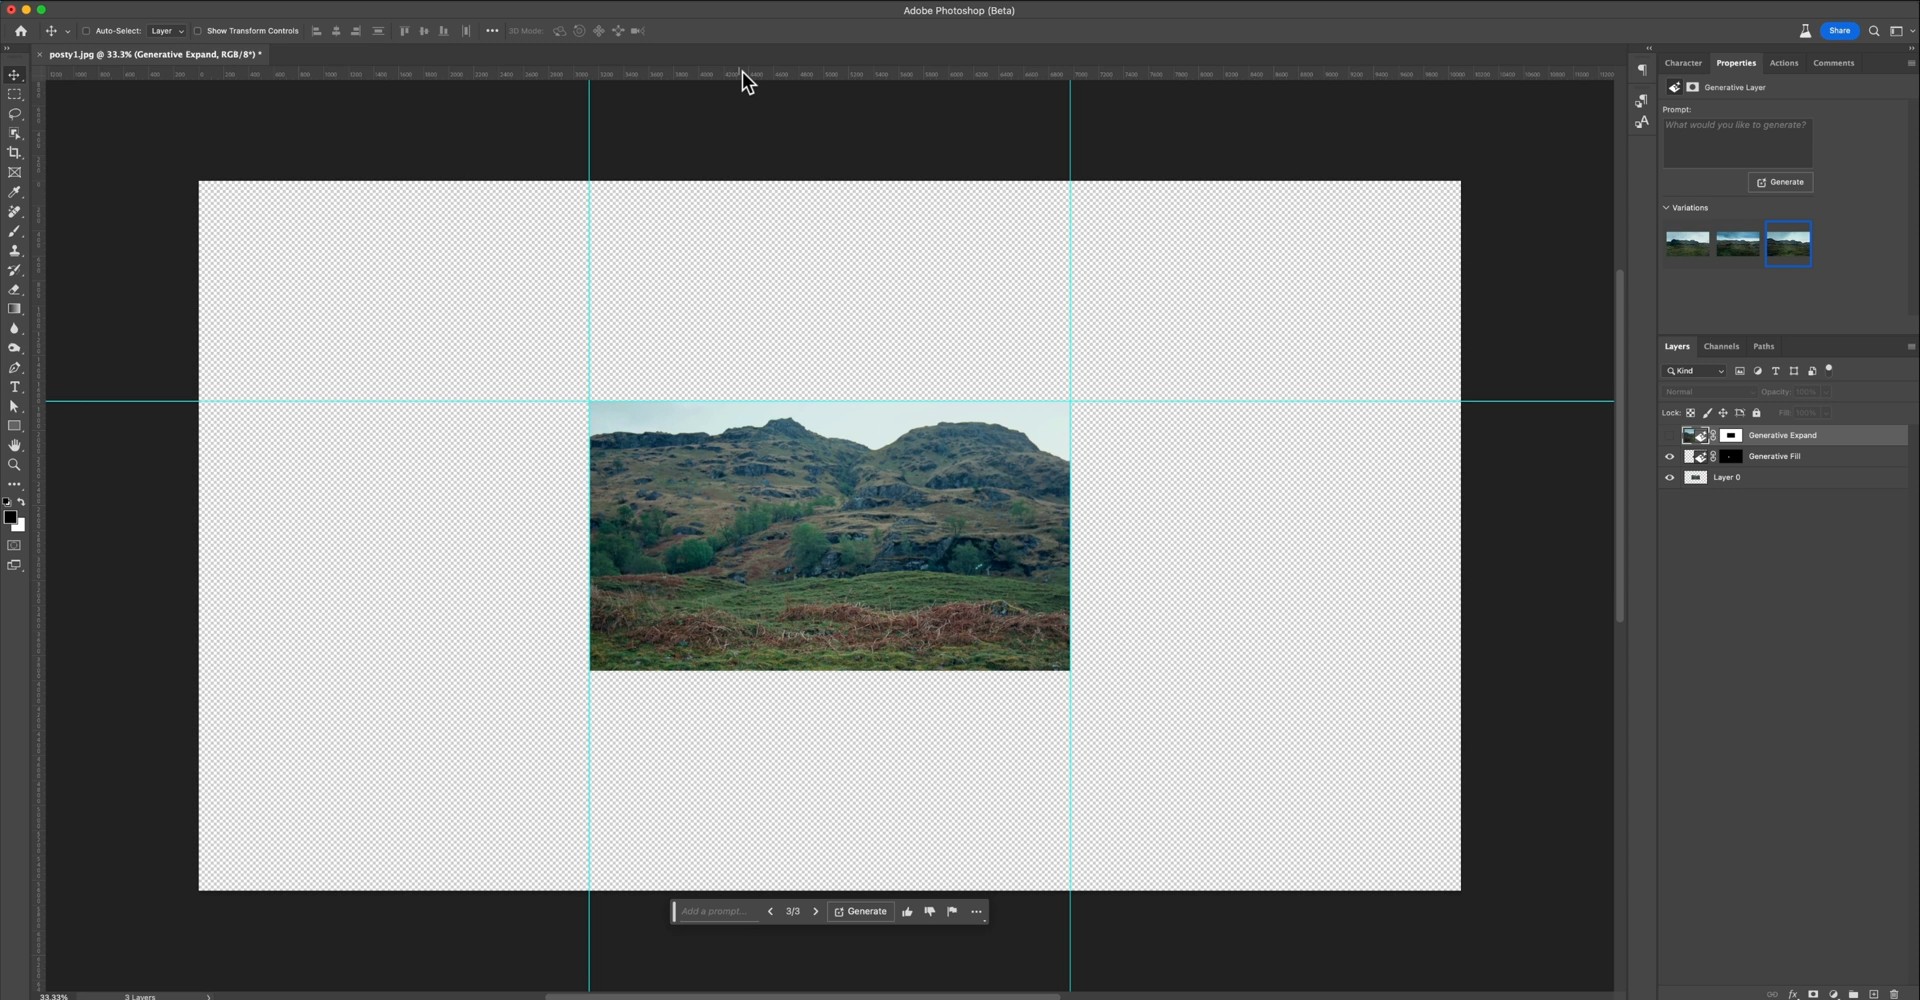 Adobe Photoshop (Beta)
Auto-Select: Layer Show Transform Controls 3D Mode: Share
posty1.jpg @ 33.3% (Generative Expand, RGB/8*) *
Character Properties Actions Comments
Generative Layer
Prompt:
What would you like to generate?
Generate
Variations
Layers Channels Paths
Kind
Normal Opacity: 100%
Lock: Fill: 100%
Generative Expand
Generative Fill
Layer 0
Add a prompt... 3/3 Generate
33.33% 3 Layers